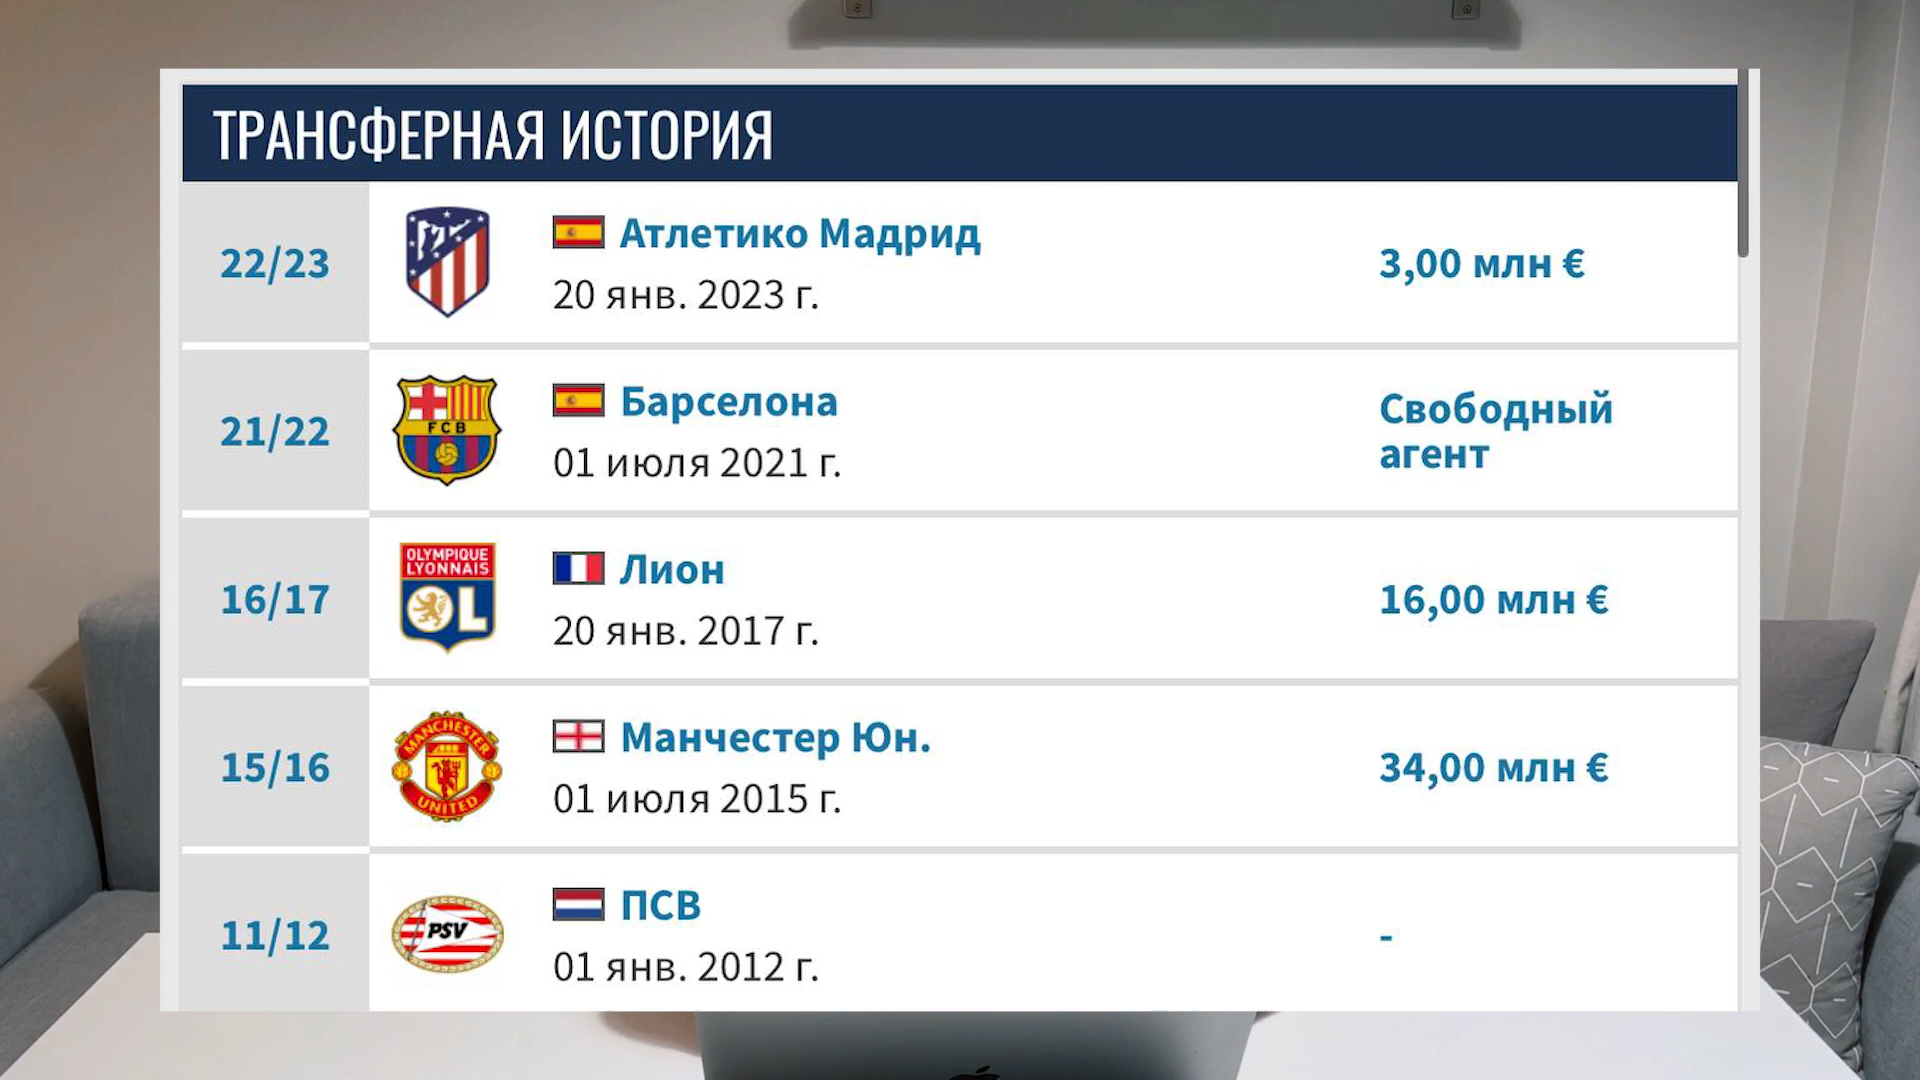 ТРАНСФЕРНАЯ ИСТОРИЯ
22/23
Атлетико Мадрид
20 янв. 2023 г.
3,00 млн €
21/22
FCB
Барселона
01 июля 2021 г.
Свободный
агент
16/17
OLYMPIQUE
LYONNAIS
OL
Лион
20 янв. 2017 г.
16,00 млн €
15/16
MANCHESTER
UNITED
Манчестер Юн.
01 июля 2015 г.
34,00 млн €
11/12
PSV
ПСВ
01 янв. 2012 г.
-